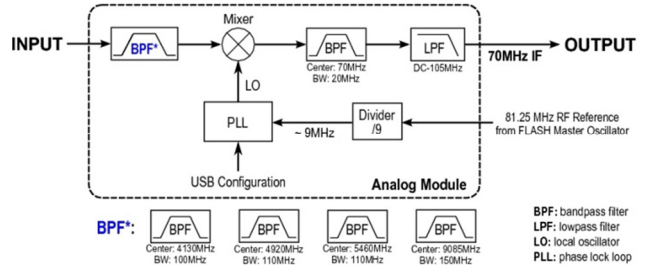 Mixer
INPUT
BPF*
BPF
LPF
OUTPUT
Center: 70MHz
BW: 20MHz
DC-105MHz
70MHz IF
LO
PLL
~ 9MHz
Divider
/9
81.25 MHz RF Reference
from FLASH Master Oscillator
USB Configuration
Analog Module
BPF*:
BPF
Center: 4130MHz
BW: 100MHz
BPF
Center: 4920MHz
BW: 110MHz
BPF
Center: 5460MHz
BW: 110MHz
BPF
Center: 9085MHz
BW: 150MHz
BPF: bandpass filter
LPF: lowpass filter
LO: local oscillator
PLL: phase lock loop